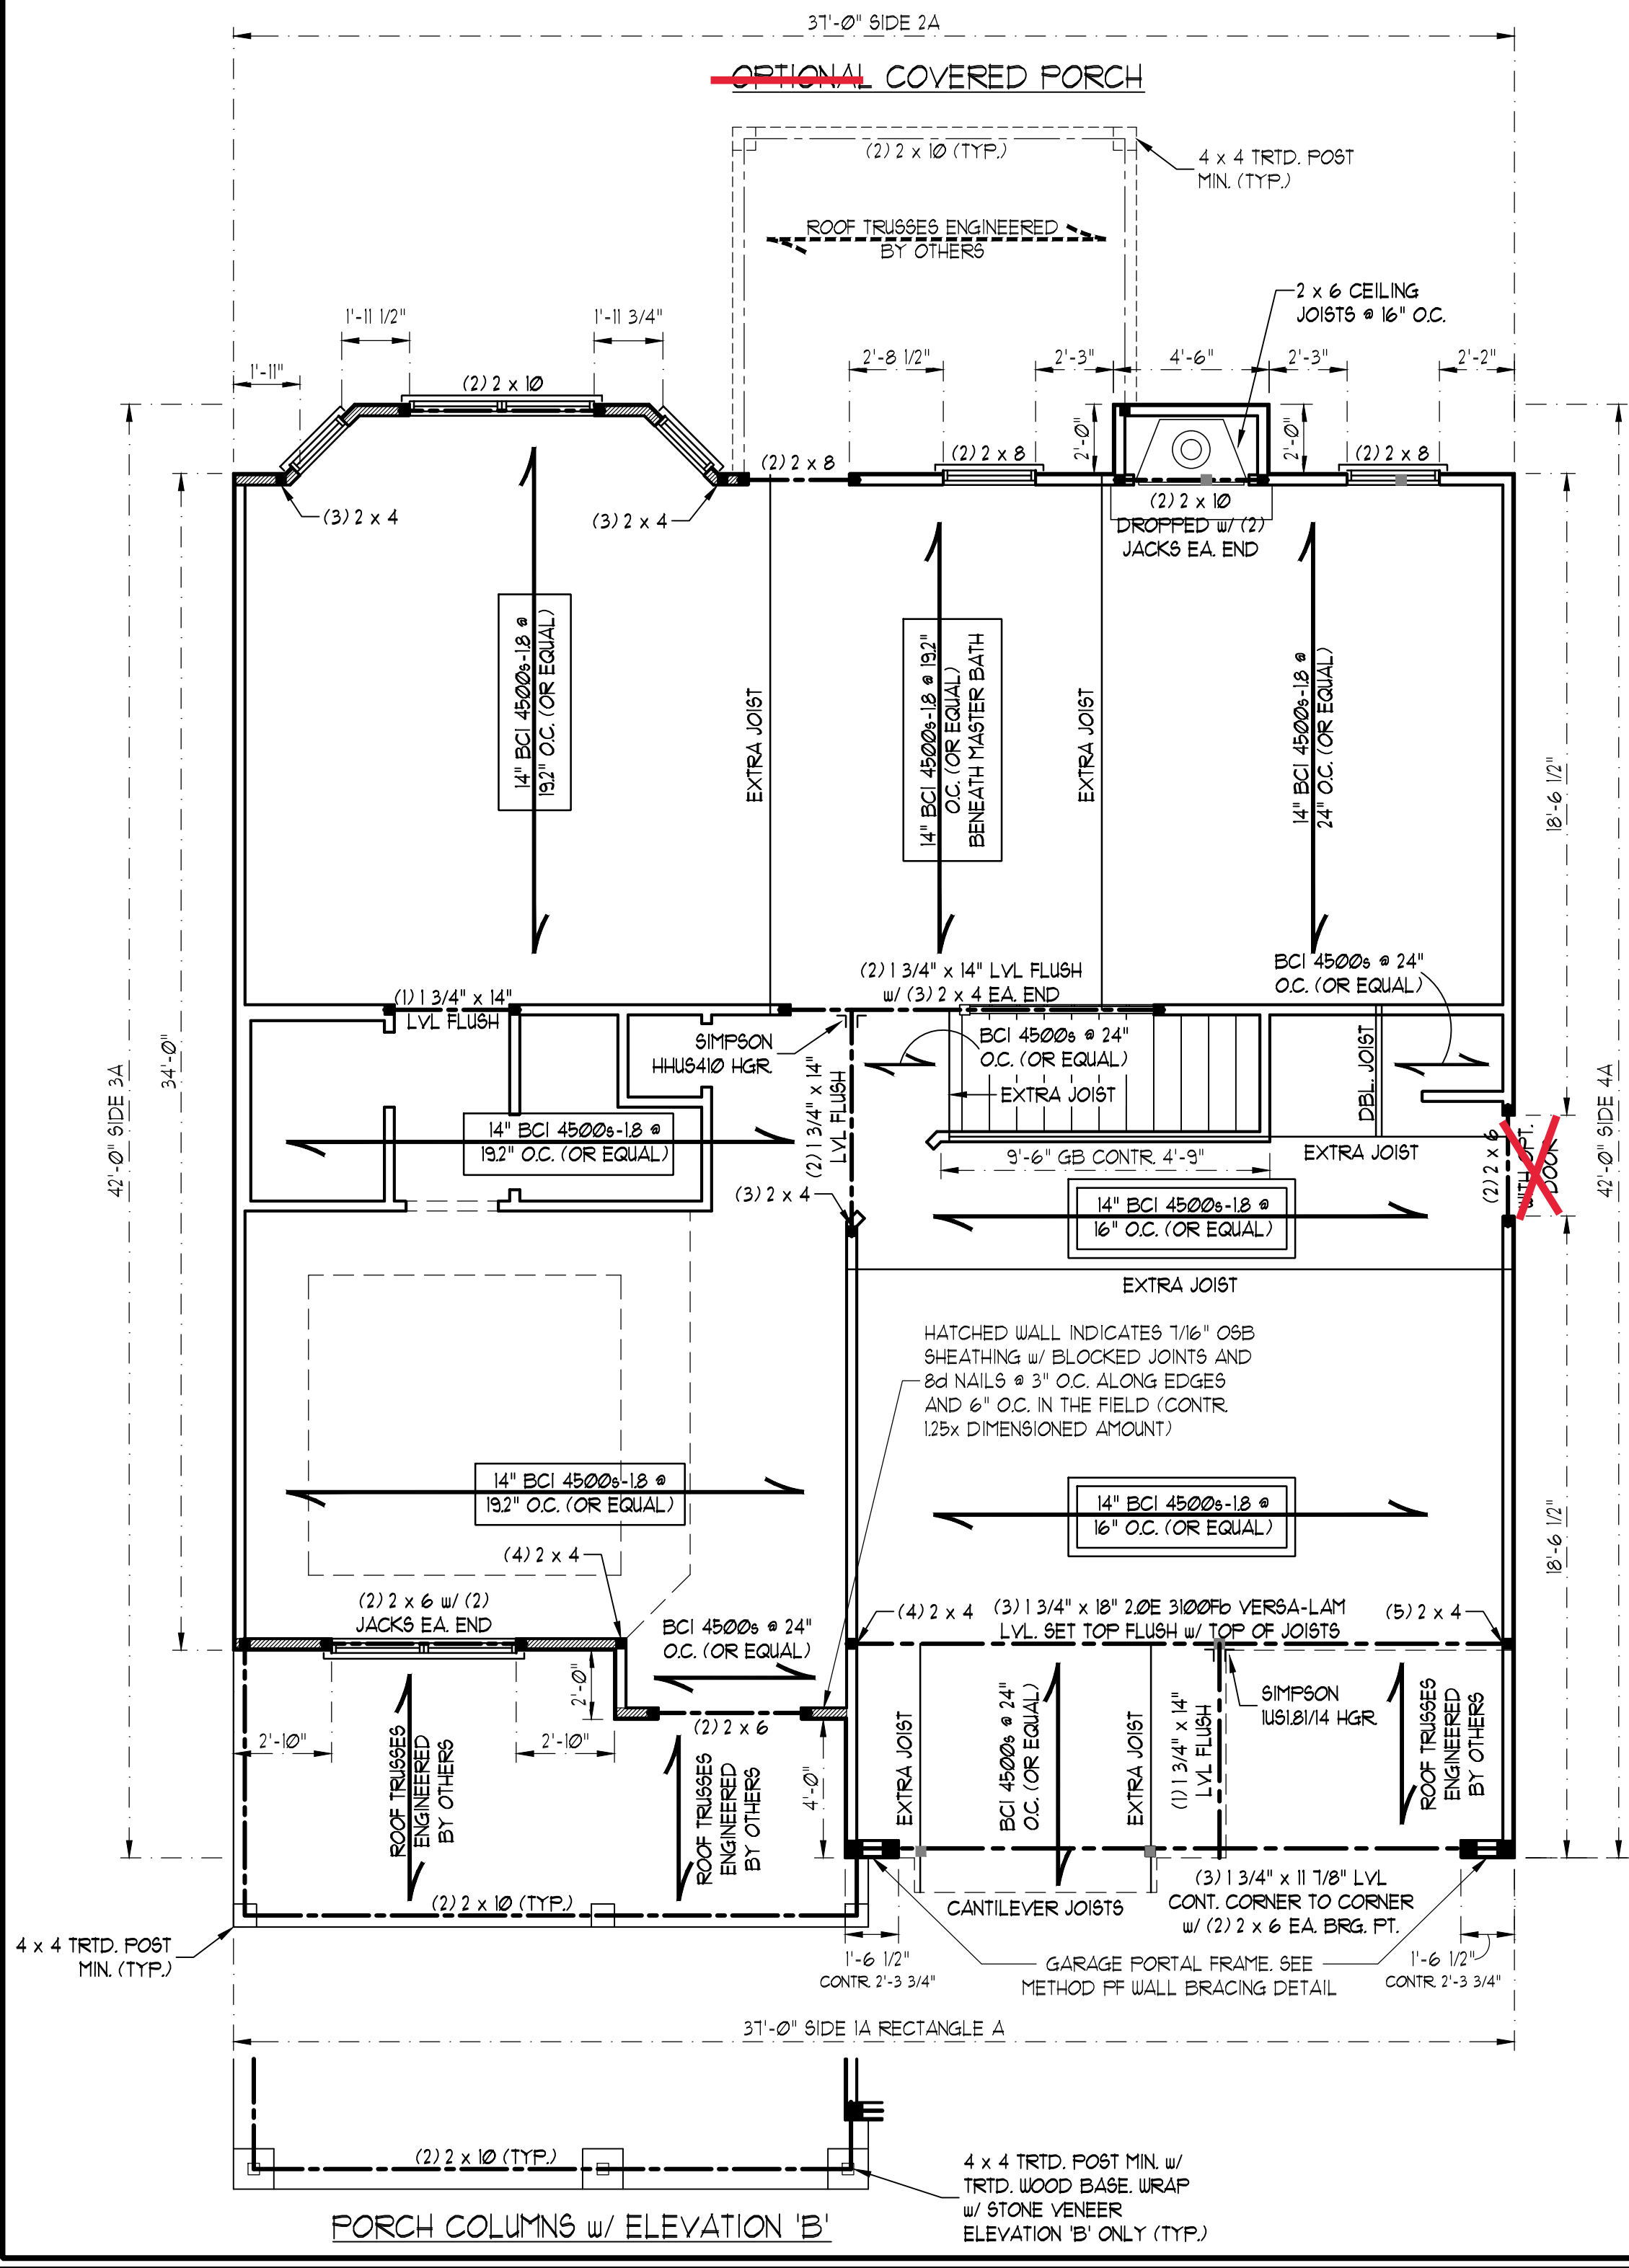 37'-0" SIDE 2A
OPTIONAL COVERED PORCH
(2) 2 x 10 (TYP.)
4 x 4 TRTD. POST
MIN. (TYP.)
ROOF TRUSSES ENGINEERED
BY OTHERS
2 x 6 CEILING
JOISTS @ 16" O.C.
1'-11 1/2"
1'-11 3/4"
1'-11"
(2) 2 x 10
2'-8 1/2"
2'-3"
4'-6"
2'-3"
2'-2"
2'-0"
2'-0"
(2) 2 x 8
(2) 2 x 8
(2) 2 x 8
(3) 2 x 4
(3) 2 x 4
(2) 2 x 10
DROPPED w/ (2)
JACKS EA. END
14" BCI 4500s-1.8 @
19.2" O.C. (OR EQUAL)
EXTRA JOIST
14" BCI 4500s-1.8 @ 19.2"
O.C. (OR EQUAL)
BENEATH MASTER BATH
EXTRA JOIST
14" BCI 4500s-1.8 @
24" O.C. (OR EQUAL)
18'-6 1/2"
42'-0" SIDE 3A
34'-0"
(1) 1 3/4" x 14"
LVL FLUSH
(2) 1 3/4" x 14" LVL FLUSH
w/ (3) 2 x 4 EA. END
BCI 4500s @ 24"
O.C. (OR EQUAL)
SIMPSON
HHUS410 HGR.
(2) 1 3/4" x 14"
LVL FLUSH
BCI 4500s @ 24"
O.C. (OR EQUAL)
EXTRA JOIST
DBL. JOIST
14" BCI 4500s-1.8 @
19.2" O.C. (OR EQUAL)
9'-6" GB CONTR. 4'-9"
EXTRA JOIST
(2) 2 x 6
WITH OPT.
DOOR
42'-0" SIDE 4A
(3) 2 x 4
14" BCI 4500s-1.8 @
16" O.C. (OR EQUAL)
EXTRA JOIST
HATCHED WALL INDICATES 7/16" OSB
SHEATHING w/ BLOCKED JOINTS AND
8d NAILS @ 3" O.C. ALONG EDGES
AND 6" O.C. IN THE FIELD (CONTR.
1.25x DIMENSIONED AMOUNT)
14" BCI 4500s-1.8 @
19.2" O.C. (OR EQUAL)
14" BCI 4500s-1.8 @
16" O.C. (OR EQUAL)
18'-6 1/2"
(4) 2 x 4
(2) 2 x 6 w/ (2)
JACKS EA. END
BCI 4500s @ 24"
O.C. (OR EQUAL)
(4) 2 x 4
(3) 1 3/4" x 18" 2.0E 3100Fb VERSA-LAM
LVL. SET TOP FLUSH w/ TOP OF JOISTS
(5) 2 x 4
2'-0"
(2) 2 x 6
2'-10"
2'-10"
ROOF TRUSSES
ENGINEERED
BY OTHERS
ROOF TRUSSES
ENGINEERED
BY OTHERS
4'-0"
EXTRA JOIST
BCI 4500s @ 24"
O.C. (OR EQUAL)
EXTRA JOIST
(1) 1 3/4" x 14"
LVL FLUSH
SIMPSON
IUS1.81/14 HGR.
ROOF TRUSSES
ENGINEERED
BY OTHERS
(2) 2 x 10 (TYP.)
CANTILEVER JOISTS
(3) 1 3/4" x 11 7/8" LVL
CONT. CORNER TO CORNER
w/ (2) 2 x 6 EA. BRG. PT.
4 x 4 TRTD. POST
MIN. (TYP.)
1'-6 1/2"
CONTR. 2'-3 3/4"
GARAGE PORTAL FRAME. SEE
METHOD PF WALL BRACING DETAIL
1'-6 1/2"
CONTR. 2'-3 3/4"
37'-0" SIDE 1A RECTANGLE A
(2) 2 x 10 (TYP.)
4 x 4 TRTD. POST MIN. w/
TRTD. WOOD BASE. WRAP
w/ STONE VENEER
ELEVATION 'B' ONLY (TYP.)
PORCH COLUMNS w/ ELEVATION 'B'